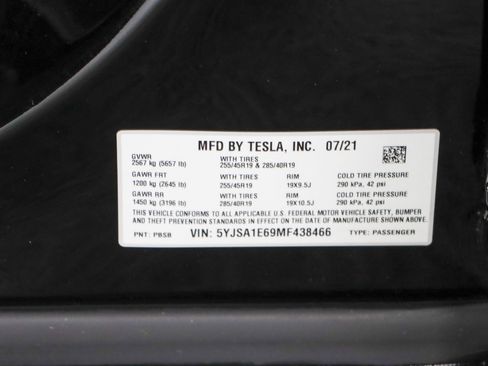 MFD BY TESLA, INC. 07/21
GVWR WITH TIRES
2567 kg (5657 lb) 255/45R19 & 285/40R19
GAWR FRT WITH TIRES RIM COLD TIRE PRESSURE
1200 kg (2645 lb) 255/45R19 19X9.5J 290 kPa, 42 psi
GAWR RR WITH TIRES RIM COLD TIRE PRESSURE
1450 kg (3196 lb) 285/40R19 19X10.5J 290 kPa, 42 psi
THIS VEHICLE CONFORMS TO ALL APPLICABLE U.S. FEDERAL MOTOR VEHICLE SAFETY, BUMPER
AND THEFT PREVENTION STANDARDS IN EFFECT ON THE DATE OF MANUFACTURE SHOWN ABOVE.
PNT: PBSB VIN: 5YJSA1E69MF438466 TYPE: PASSENGER